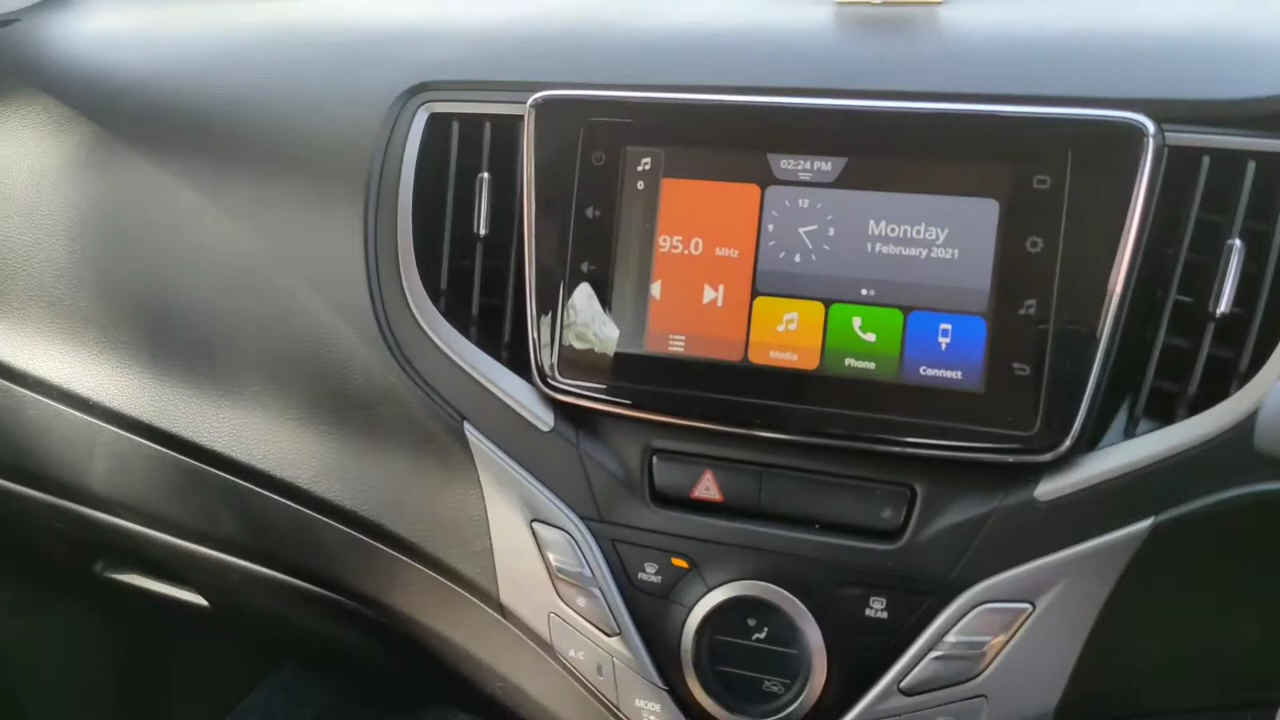 02:24 PM
0
12
3
6
9
Monday
1 February 2021
95.0 MHz
Media
Phone
Connect
FRONT
REAR
A/C
MODE